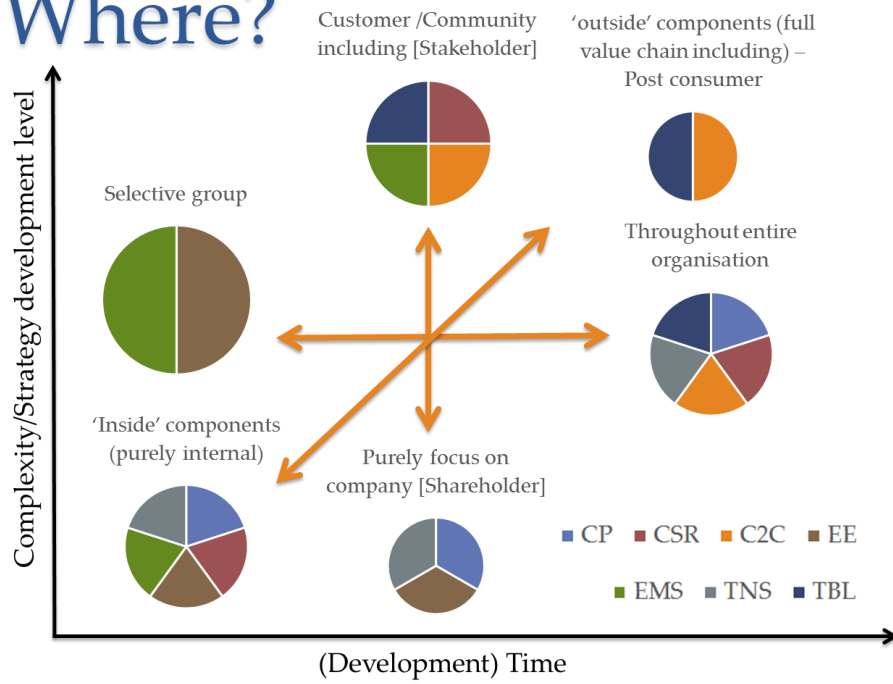 Where?
Customer /Community
including [Stakeholder]
‘outside’ components (full
value chain including) –
Post consumer
Selective group
Throughout entire
organisation
‘Inside’ components
(purely internal)
Purely focus on
company [Shareholder]
CP CSR C2C EE
EMS TNS TBL
Complexity/Strategy development level
(Development) Time